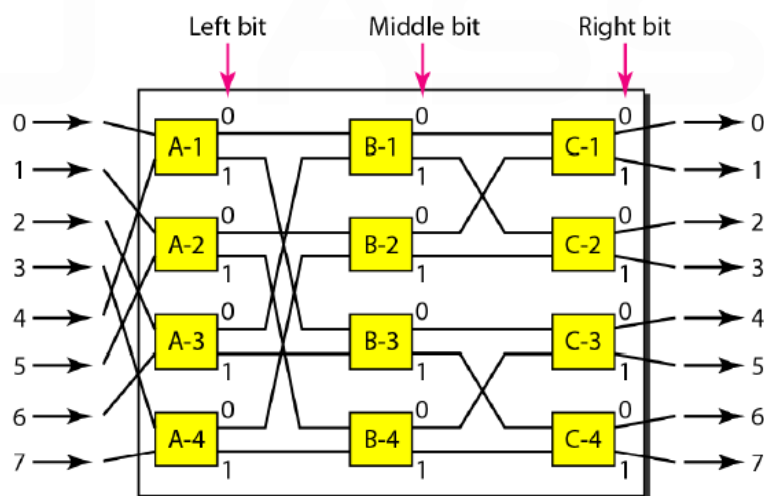 Left bit Middle bit Right bit
0 0 0
0 A-1 B-1 C-1 0
1 1 1 1 1
2 0 0 0 2
A-2 B-2 C-2
3 1 1 1 3
4 0 0 0 4
A-3 B-3 C-3
5 1 1 1 5
6 0 0 0 6
A-4 B-4 C-4
7 1 1 1 7